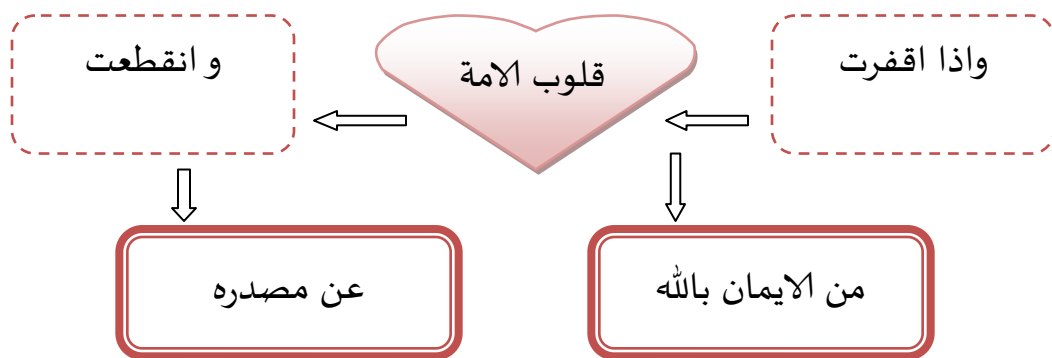 واذا اقفرت
قلوب الامة
و انقطعت
من الايمان بالله
عن مصدره